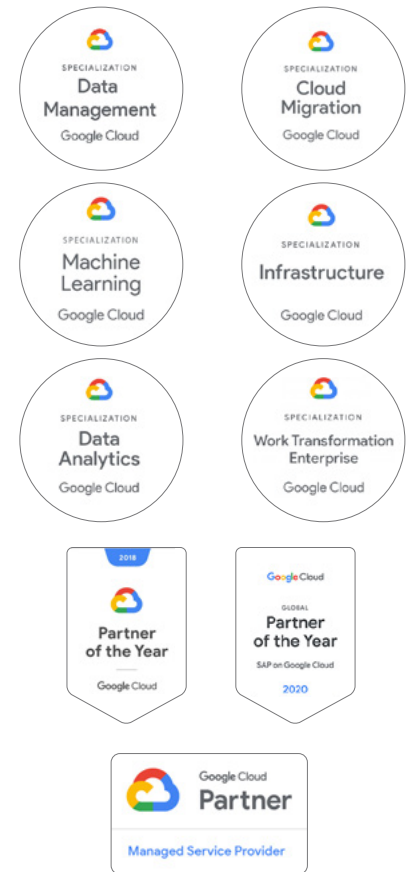 SPECIALIZATION
Data
Management
Google Cloud
SPECIALIZATION
Cloud
Migration
Google Cloud
SPECIALIZATION
Machine
Learning
Google Cloud
SPECIALIZATION
Infrastructure
Google Cloud
SPECIALIZATION
Data
Analytics
Google Cloud
SPECIALIZATION
Work Transformation
Enterprise
Google Cloud
2018
Partner
of the Year
Google Cloud
Google Cloud
GLOBAL
Partner
of the Year
SAP on Google Cloud
2020
Google Cloud
Partner
Managed Service Provider